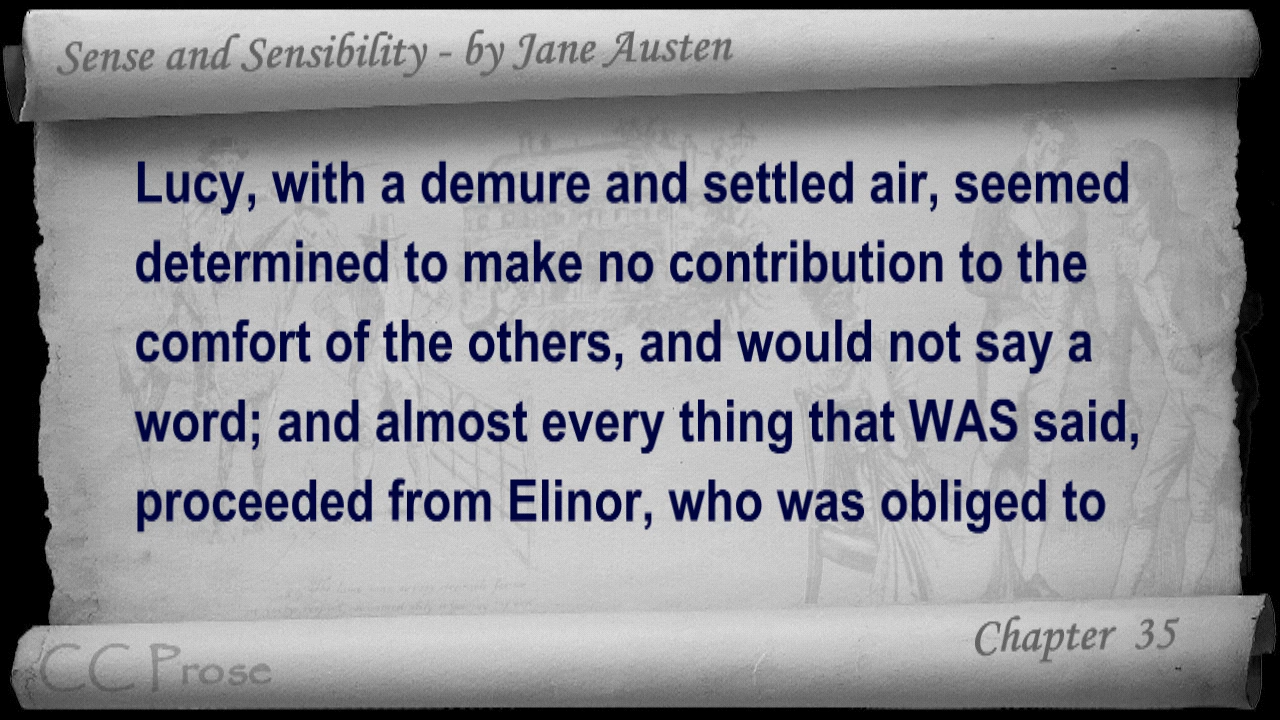 Sense and Sensibility - by Jane Austen
Lucy, with a demure and settled air, seemed
determined to make no contribution to the
comfort of the others, and would not say a
word; and almost every thing that WAS said,
proceeded from Elinor, who was obliged to
Chapter 35
CC Prose